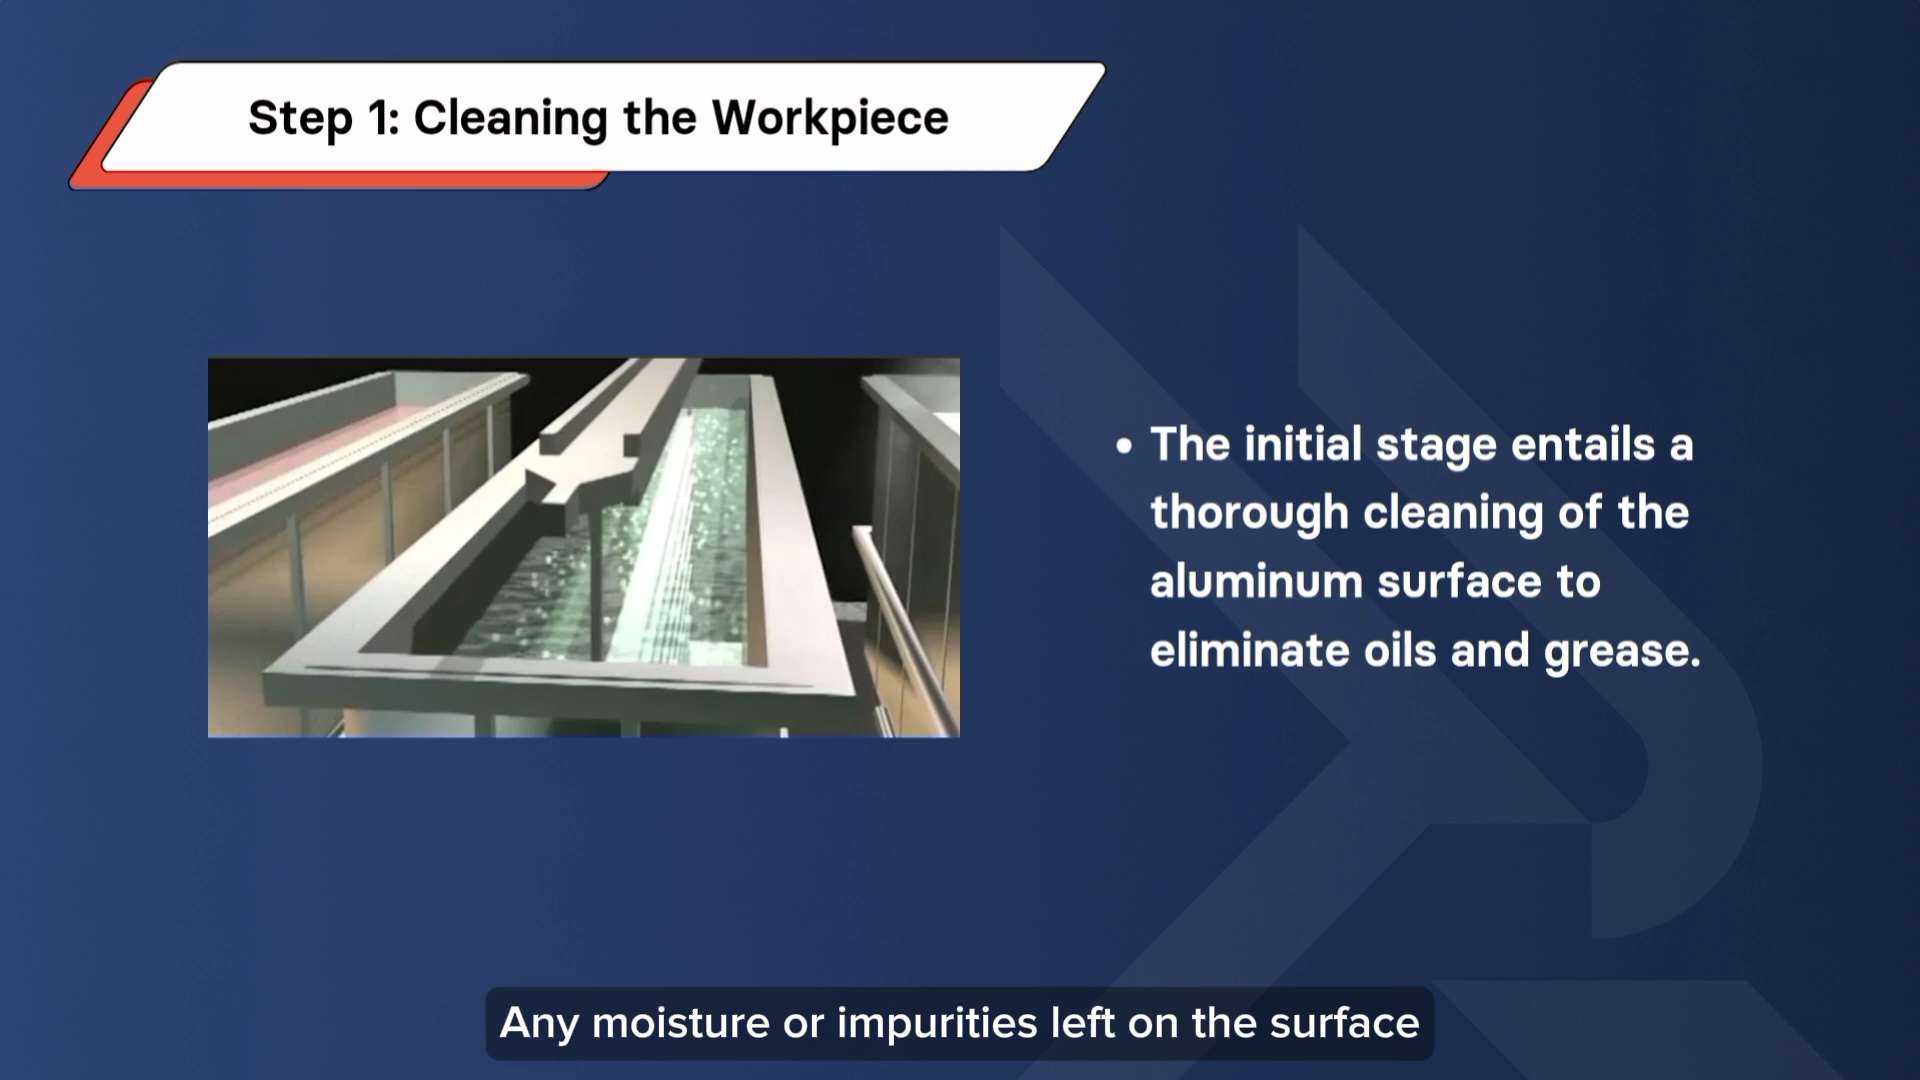 Step 1: Cleaning the Workpiece
• The initial stage entails a
thorough cleaning of the
aluminum surface to
eliminate oils and grease.
Any moisture or impurities left on the surface